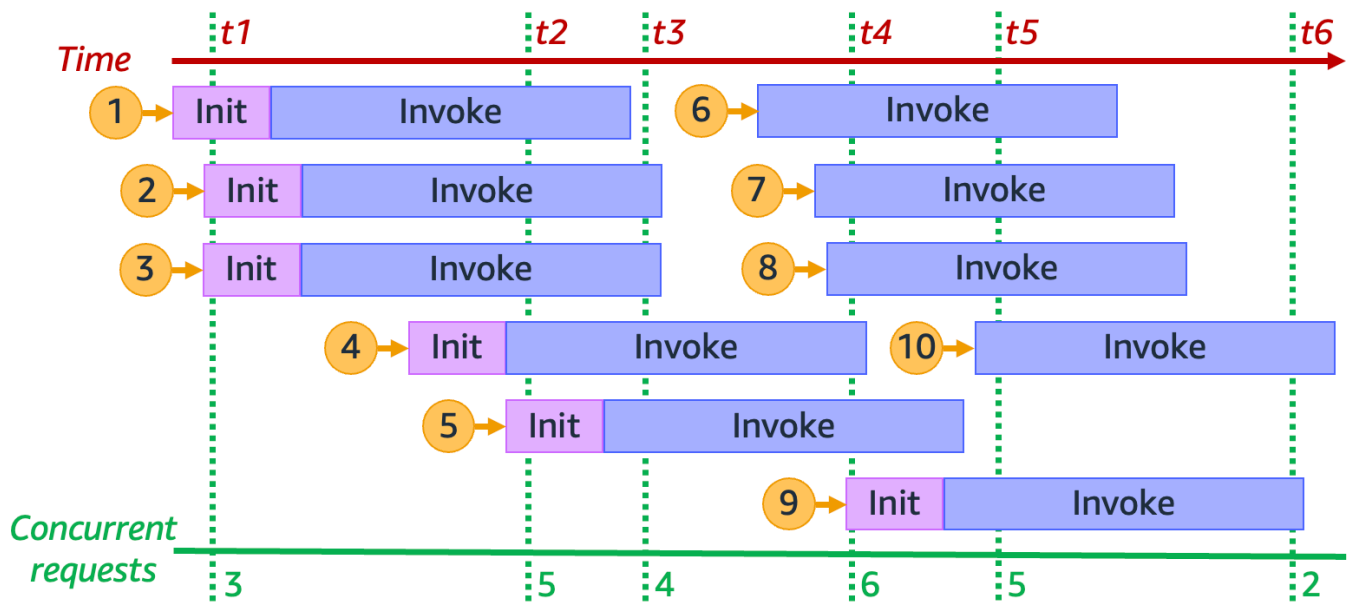 t1 t2 t3 t4 t5 t6
Time
1 Init Invoke 6 Invoke
2 Init Invoke 7 Invoke
3 Init Invoke 8 Invoke
4 Init Invoke 10 Invoke
5 Init Invoke
9 Init Invoke
Concurrent
requests
3 5 4 6 5 2